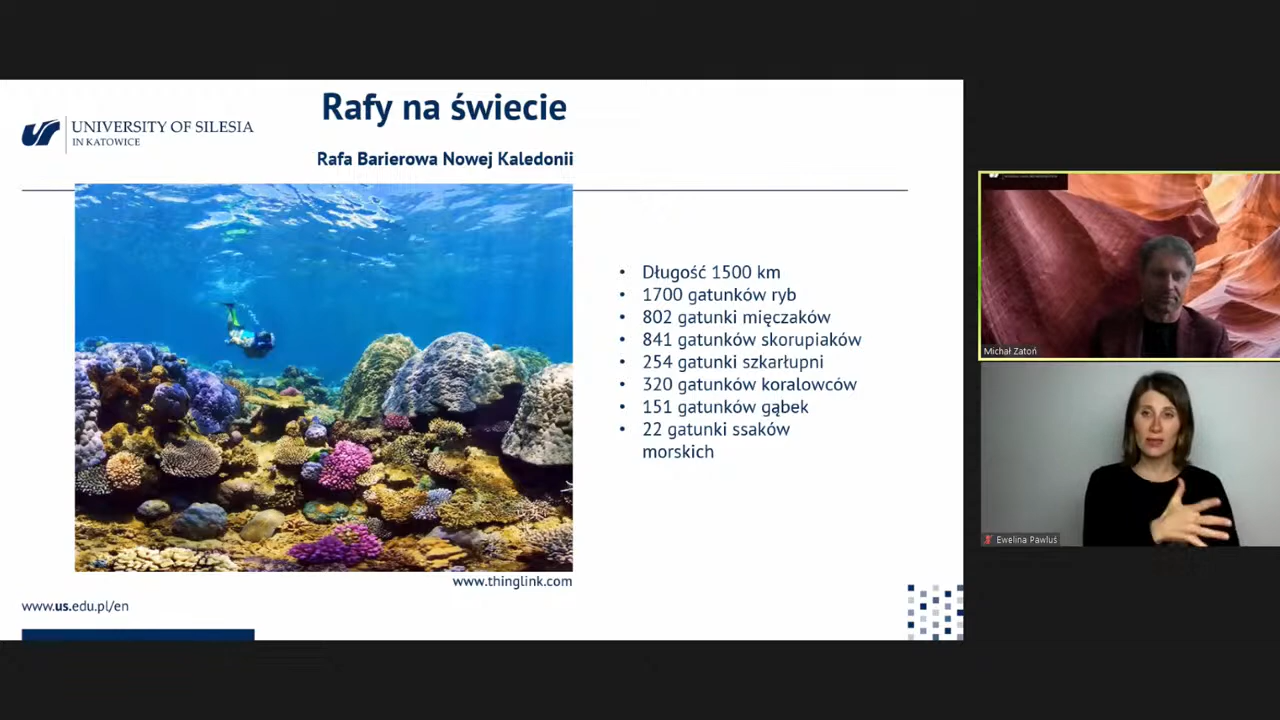 Rafy na świecie
UNIVERSITY OF SILESIA
IN KATOWICE
Rafa Barierowa Nowej Kaledonii
• Długość 1500 km
• 1700 gatunków ryb
• 802 gatunki mięczaków
• 841 gatunków skorupiaków
• 254 gatunki szkarłupni
• 320 gatunków koralowców
• 151 gatunków gąbek
• 22 gatunki ssaków
morskich
www.thinglink.com
www.us.edu.pl/en
Michał Zatoń
Ewelina Pawluś